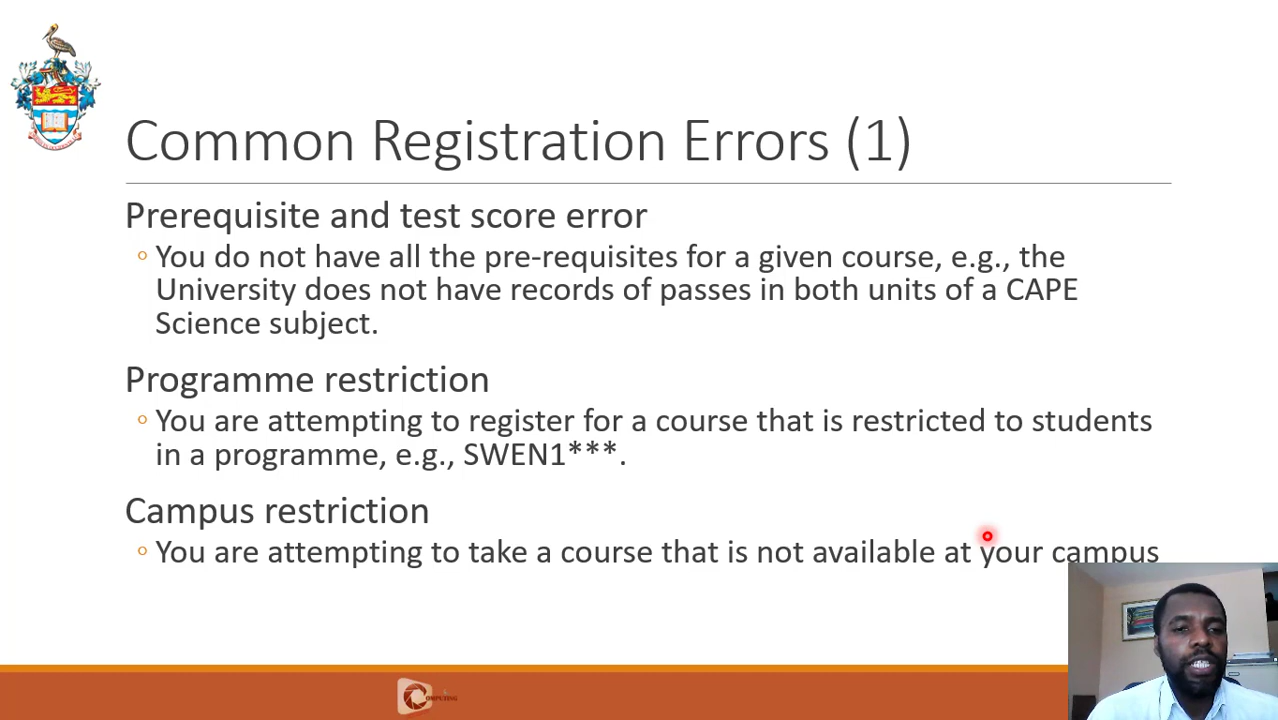 Common Registration Errors (1)
Prerequisite and test score error
◦ You do not have all the pre-requisites for a given course, e.g., the
University does not have records of passes in both units of a CAPE
Science subject.
Programme restriction
◦ You are attempting to register for a course that is restricted to students
in a programme, e.g., SWEN1***.
Campus restriction
◦ You are attempting to take a course that is not available at your campus
COMPUTING